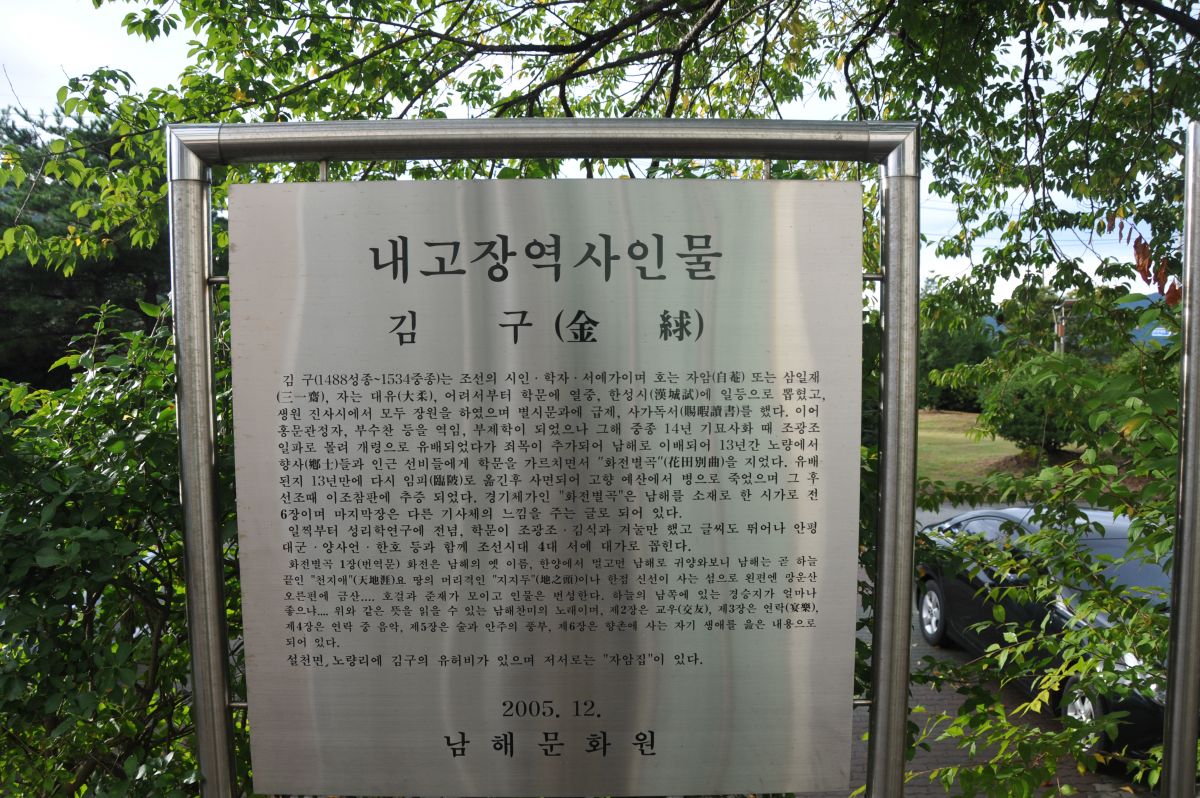 내고장역사인물
김 구(金 絿)
김 구(1488성종~1534중종)는 조선의 시인·학자·서예가이며 호는 자암(自菴) 또는 삼일재
(三一齋), 자는 대유(大柔), 어려서부터 학문에 열중, 한성시(漢城試)에 일등으로 뽑혔고,
생원 진사시에서 모두 장원을 하였으며 별시문과에 급제, 사가독서(賜暇讀書)를 했다. 이어
홍문관정자, 부수찬 등을 역임, 부제학이 되었으나 그해 중종 14년 기묘사화 때 조광조
일파로 몰려 개령으로 유배되었다가 죄목이 추가되어 남해로 이배되어 13년간 노량에서
향사(鄕士)들과 인근 선비들에게 학문을 가르치면서 "화전별곡"(花田別曲)을 지었다. 유배
된지 13년만에 다시 임피(臨陂)로 옮긴후 사면되어 고향 예산에서 병으로 죽었으며 그 후
선조때 이조참판에 추증 되었다. 경기체가인 "화전별곡"은 남해를 소재로 한 시가로 전
6장이며 마지막장은 다른 기사체의 느낌을 주는 글로 되어 있다.
일찍부터 성리학연구에 전념, 학문이 조광조·김식과 겨눌만 했고 글씨도 뛰어나 안평
대군·양사언·한호 등과 함께 조선시대 4대 서예 대가로 꼽힌다.
화전별곡 1장(번역문) 화전은 남해의 옛 이름, 한양에서 멀고먼 남해로 귀양와보니 남해는 곧 하늘
끝인 "천지애"(天地涯)요 땅의 머리격인 "지지두"(地之頭)이나 한점 신선이 사는 섬으로 왼편엔 망운산
오른편에 금산.... 호걸과 준재가 모이고 인물은 번성한다. 하늘의 남쪽에 있는 경승지가 얼마나
좋으냐.... 위와 같은 뜻을 읽을 수 있는 남해찬미의 노래이며, 제2장은 교우(交友), 제3장은 연락(宴樂),
제4장은 연락 중 음악, 제5장은 술과 안주의 풍부, 제6장은 향촌에 사는 자기 생애를 읊은 내용으로
되어 있다.
설천면, 노량리에 김구의 유허비가 있으며 저서로는 "자암집"이 있다.
2005. 12.
남해문화원